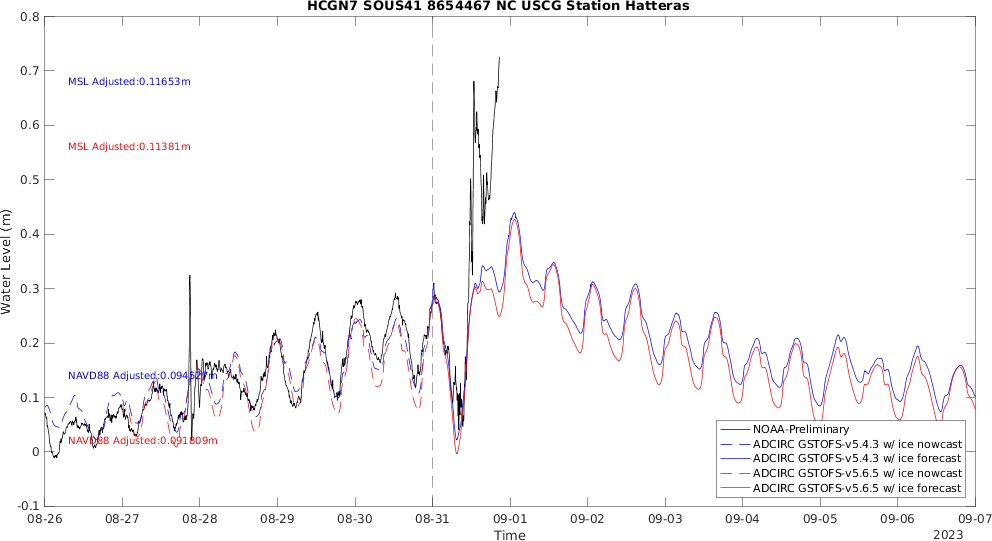 HCGN7 SOUS41 8654467 NC USCG Station Hatteras
0.8
0.7
0.6
0.5
0.4
0.3
0.2
0.1
0
-0.1
Water Level (m)
MSL Adjusted:0.11653m
MSL Adjusted:0.11381m
NAVD88 Adjusted:0.094527m
NAVD88 Adjusted:0.091809m
NOAA-Preliminary
ADCIRC GSTOFS-v5.4.3 w/ ice nowcast
ADCIRC GSTOFS-v5.4.3 w/ ice forecast
ADCIRC GSTOFS-v5.6.5 w/ ice nowcast
ADCIRC GSTOFS-v5.6.5 w/ ice forecast
08-26 08-27 08-28 08-29 08-30 08-31 09-01 09-02 09-03 09-04 09-05 09-06 09-07
Time
2023